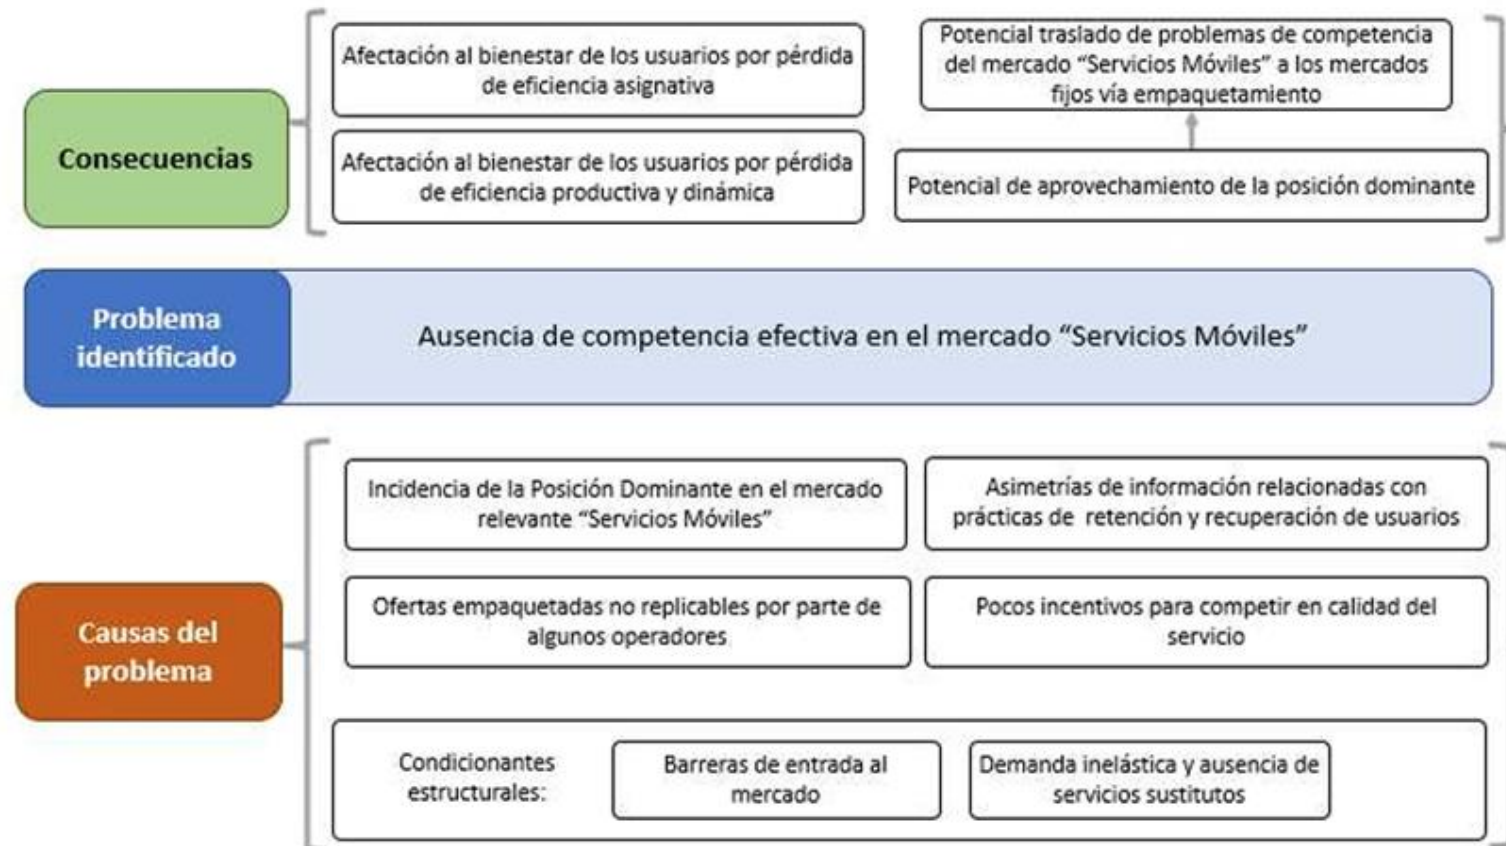 Consecuencias
Afectación al bienestar de los usuarios por pérdida
de eficiencia asignativa
Afectación al bienestar de los usuarios por pérdida
de eficiencia productiva y dinámica
Potencial traslado de problemas de competencia
del mercado “Servicios Móviles” a los mercados
fijos vía empaquetamiento
Potencial de aprovechamiento de la posición dominante
Problema
identificado
Ausencia de competencia efectiva en el mercado “Servicios Móviles”
Causas del
problema
Incidencia de la Posición Dominante en el mercado
relevante “Servicios Móviles”
Asimetrías de información relacionadas con
prácticas de retención y recuperación de usuarios
Ofertas empaquetadas no replicables por parte de
algunos operadores
Pocos incentivos para competir en calidad del
servicio
Condicionantes
estructurales:
Barreras de entrada al
mercado
Demanda inelástica y ausencia de
servicios sustitutos